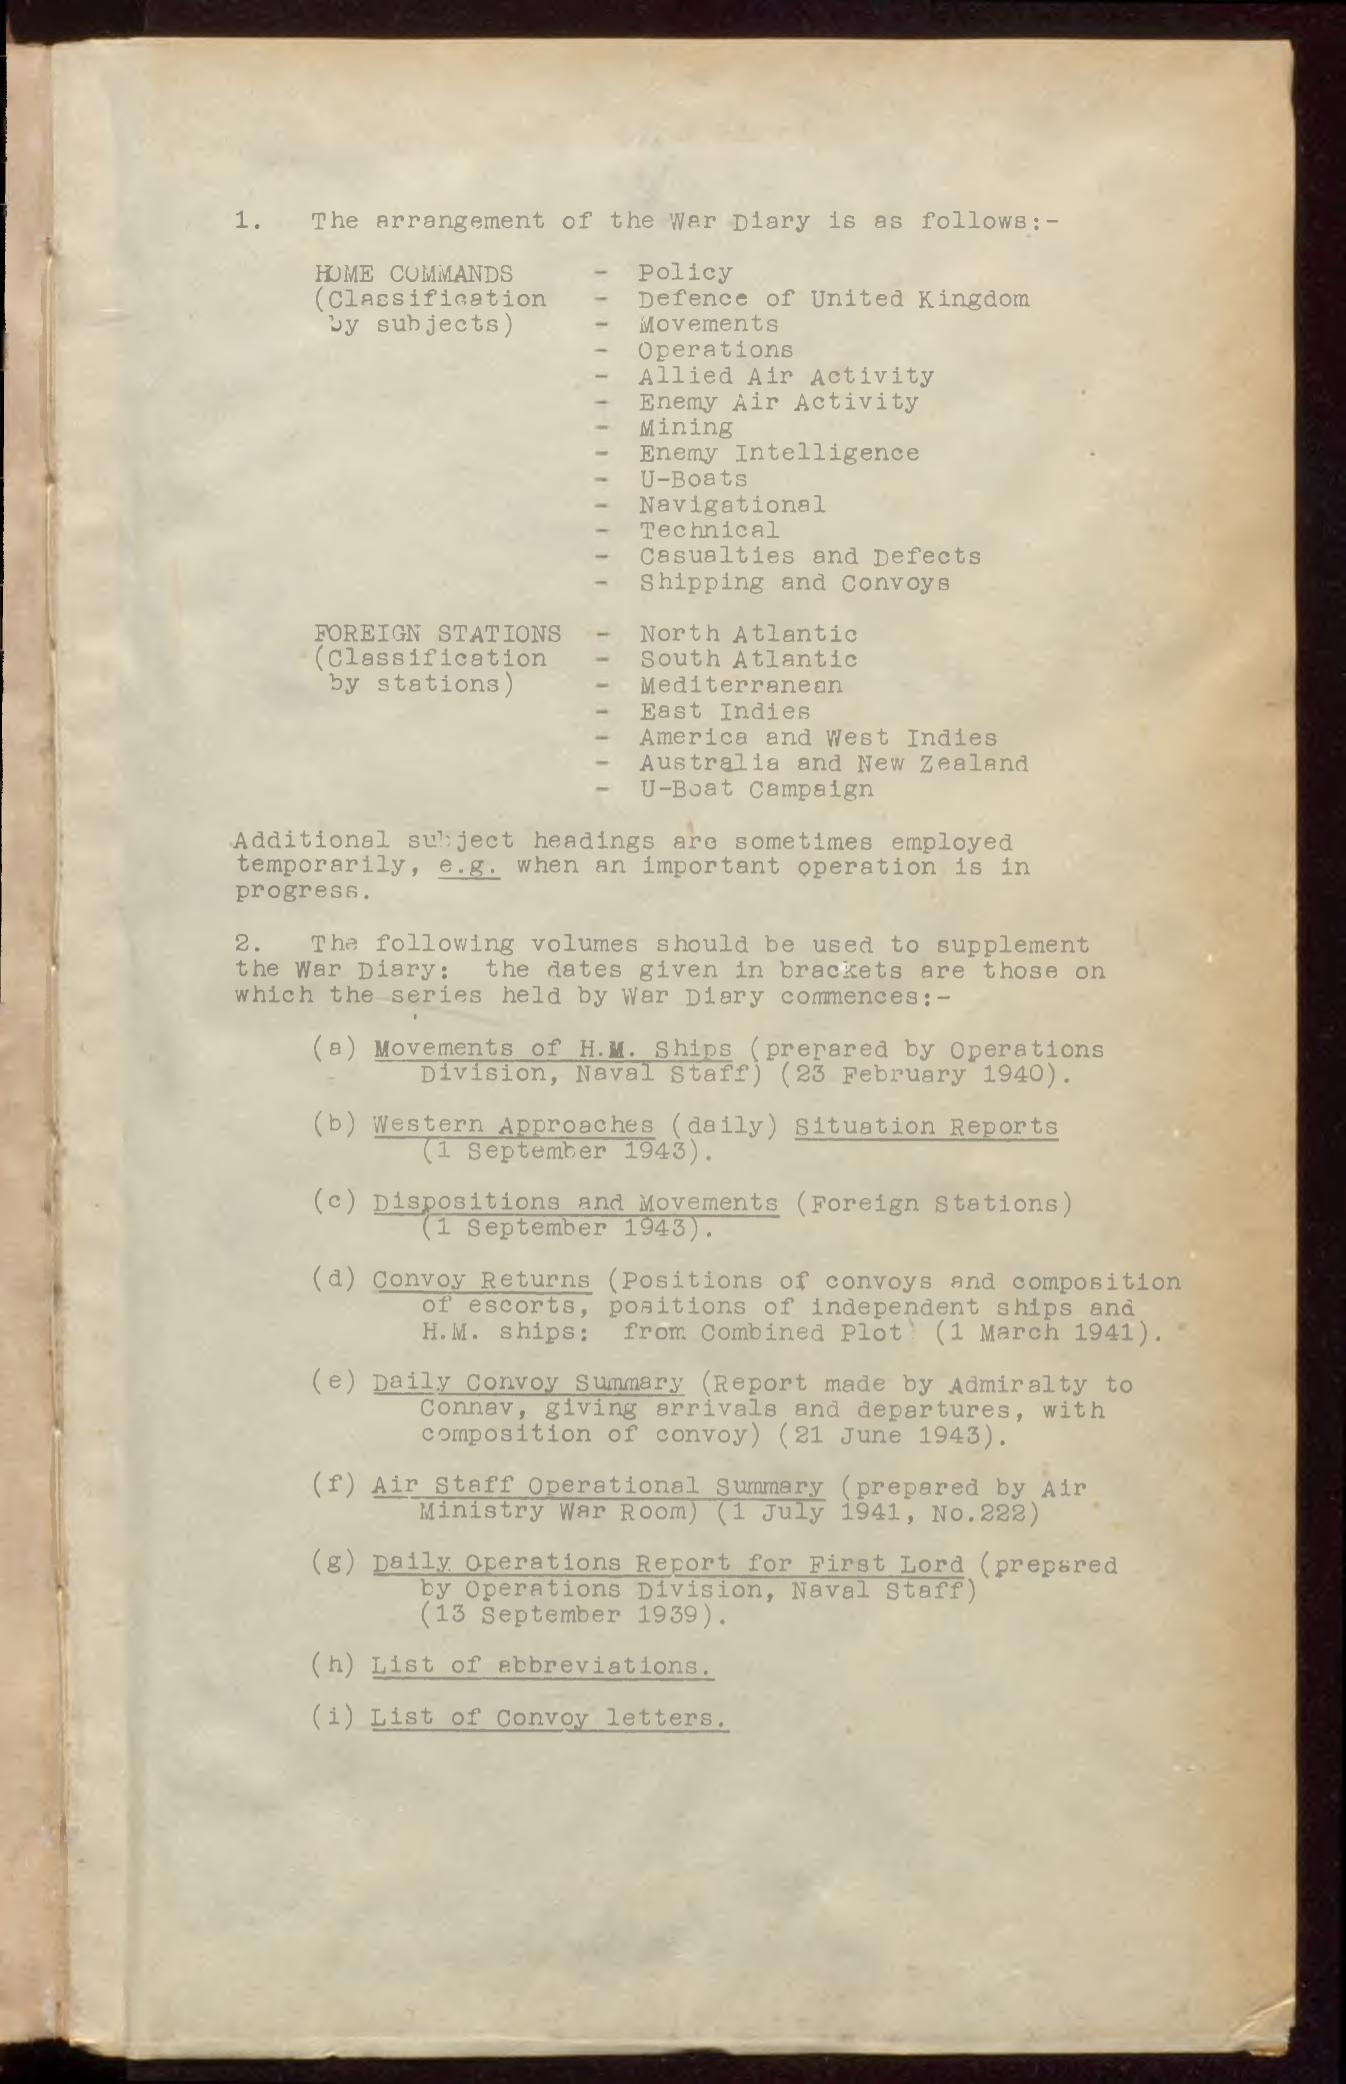 1. The arrangement of the War Diary is as follows:-
HOME COMMANDS - Policy
(Classification - Defence of United Kingdom
by subjects) - Movements
- Operations
- Allied Air Activity
- Enemy Air Activity
- Mining
- Enemy Intelligence
- U-Boats
- Navigational
- Technical
- Casualties and Defects
- Shipping and Convoys
FOREIGN STATIONS - North Atlantic
(Classification - South Atlantic
by stations) - Mediterranean
- East Indies
- America and West Indies
- Australia and New Zealand
- U-Boat Campaign
Additional subject headings are sometimes employed
temporarily, e.g. when an important operation is in
progress.
2. The following volumes should be used to supplement
the War Diary: the dates given in brackets are those on
which the series held by War Diary commences:-
(a) Movements of H.M. Ships (prepared by Operations
Division, Naval Staff) (23 February 1940).
(b) Western Approaches (daily) Situation Reports
(1 September 1943).
(c) Dispositions and Movements (Foreign Stations)
(1 September 1943).
(d) Convoy Returns (Positions of convoys and composition
of escorts, positions of independent ships and
H.M. ships: from Combined Plot (1 March 1941).
(e) Daily Convoy Summary (Report made by Admiralty to
Connav, giving arrivals and departures, with
composition of convoy) (21 June 1943).
(f) Air Staff Operational Summary (prepared by Air
Ministry War Room) (1 July 1941, No.222)
(g) Daily Operations Report for First Lord (prepared
by Operations Division, Naval Staff)
(13 September 1939).
(h) List of abbreviations.
(i) List of Convoy letters.